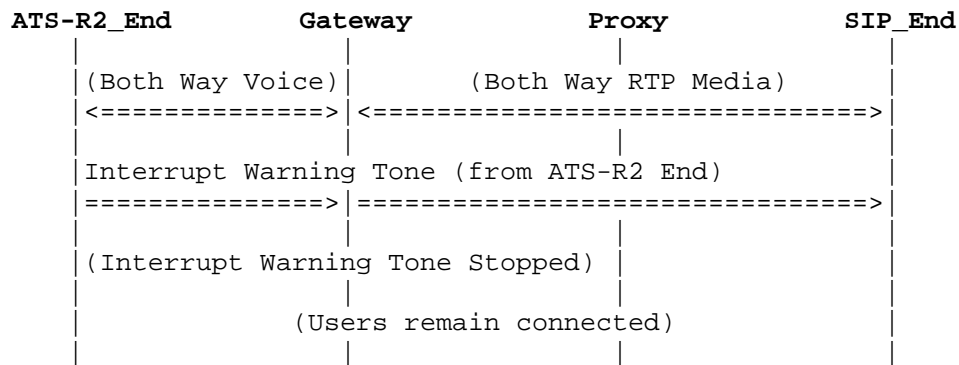 ATS-R2_End Gateway Proxy SIP_End
(Both Way Voice) (Both Way RTP Media)
<==============> <===============================>
Interrupt Warning Tone (from ATS-R2 End)
===============> ================================>
(Interrupt Warning Tone Stopped)
(Users remain connected)